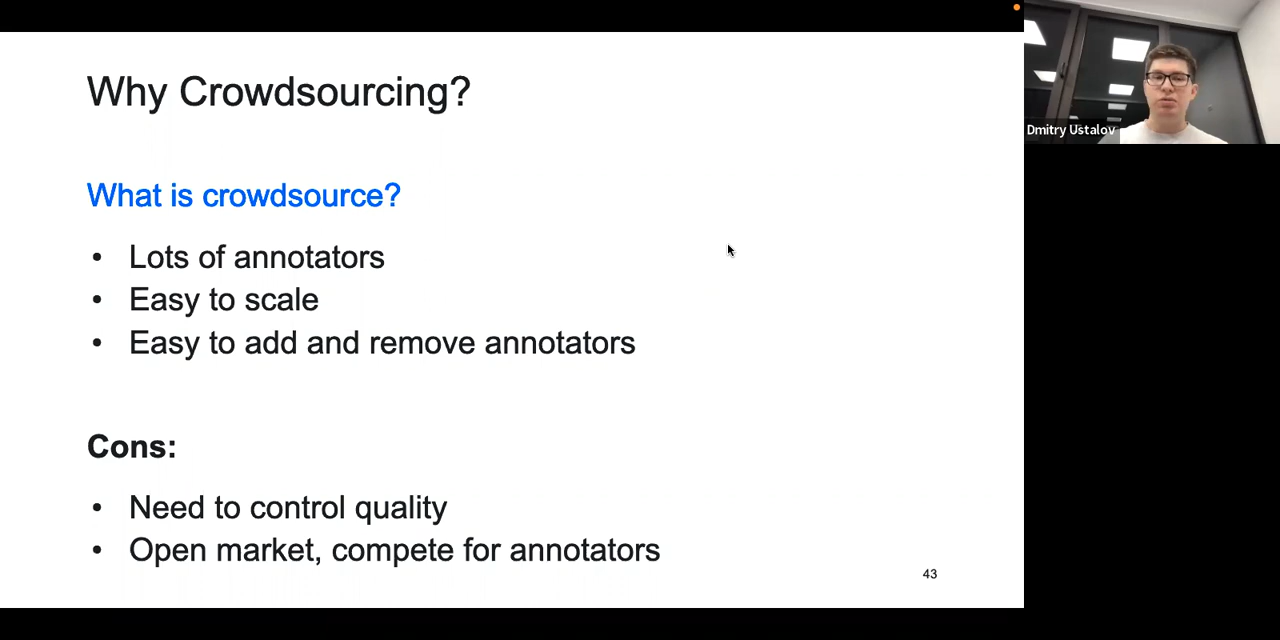 Why Crowdsourcing?
What is crowdsource?
• Lots of annotators
• Easy to scale
• Easy to add and remove annotators
Cons:
• Need to control quality
• Open market, compete for annotators
43
Dmitry Ustalov